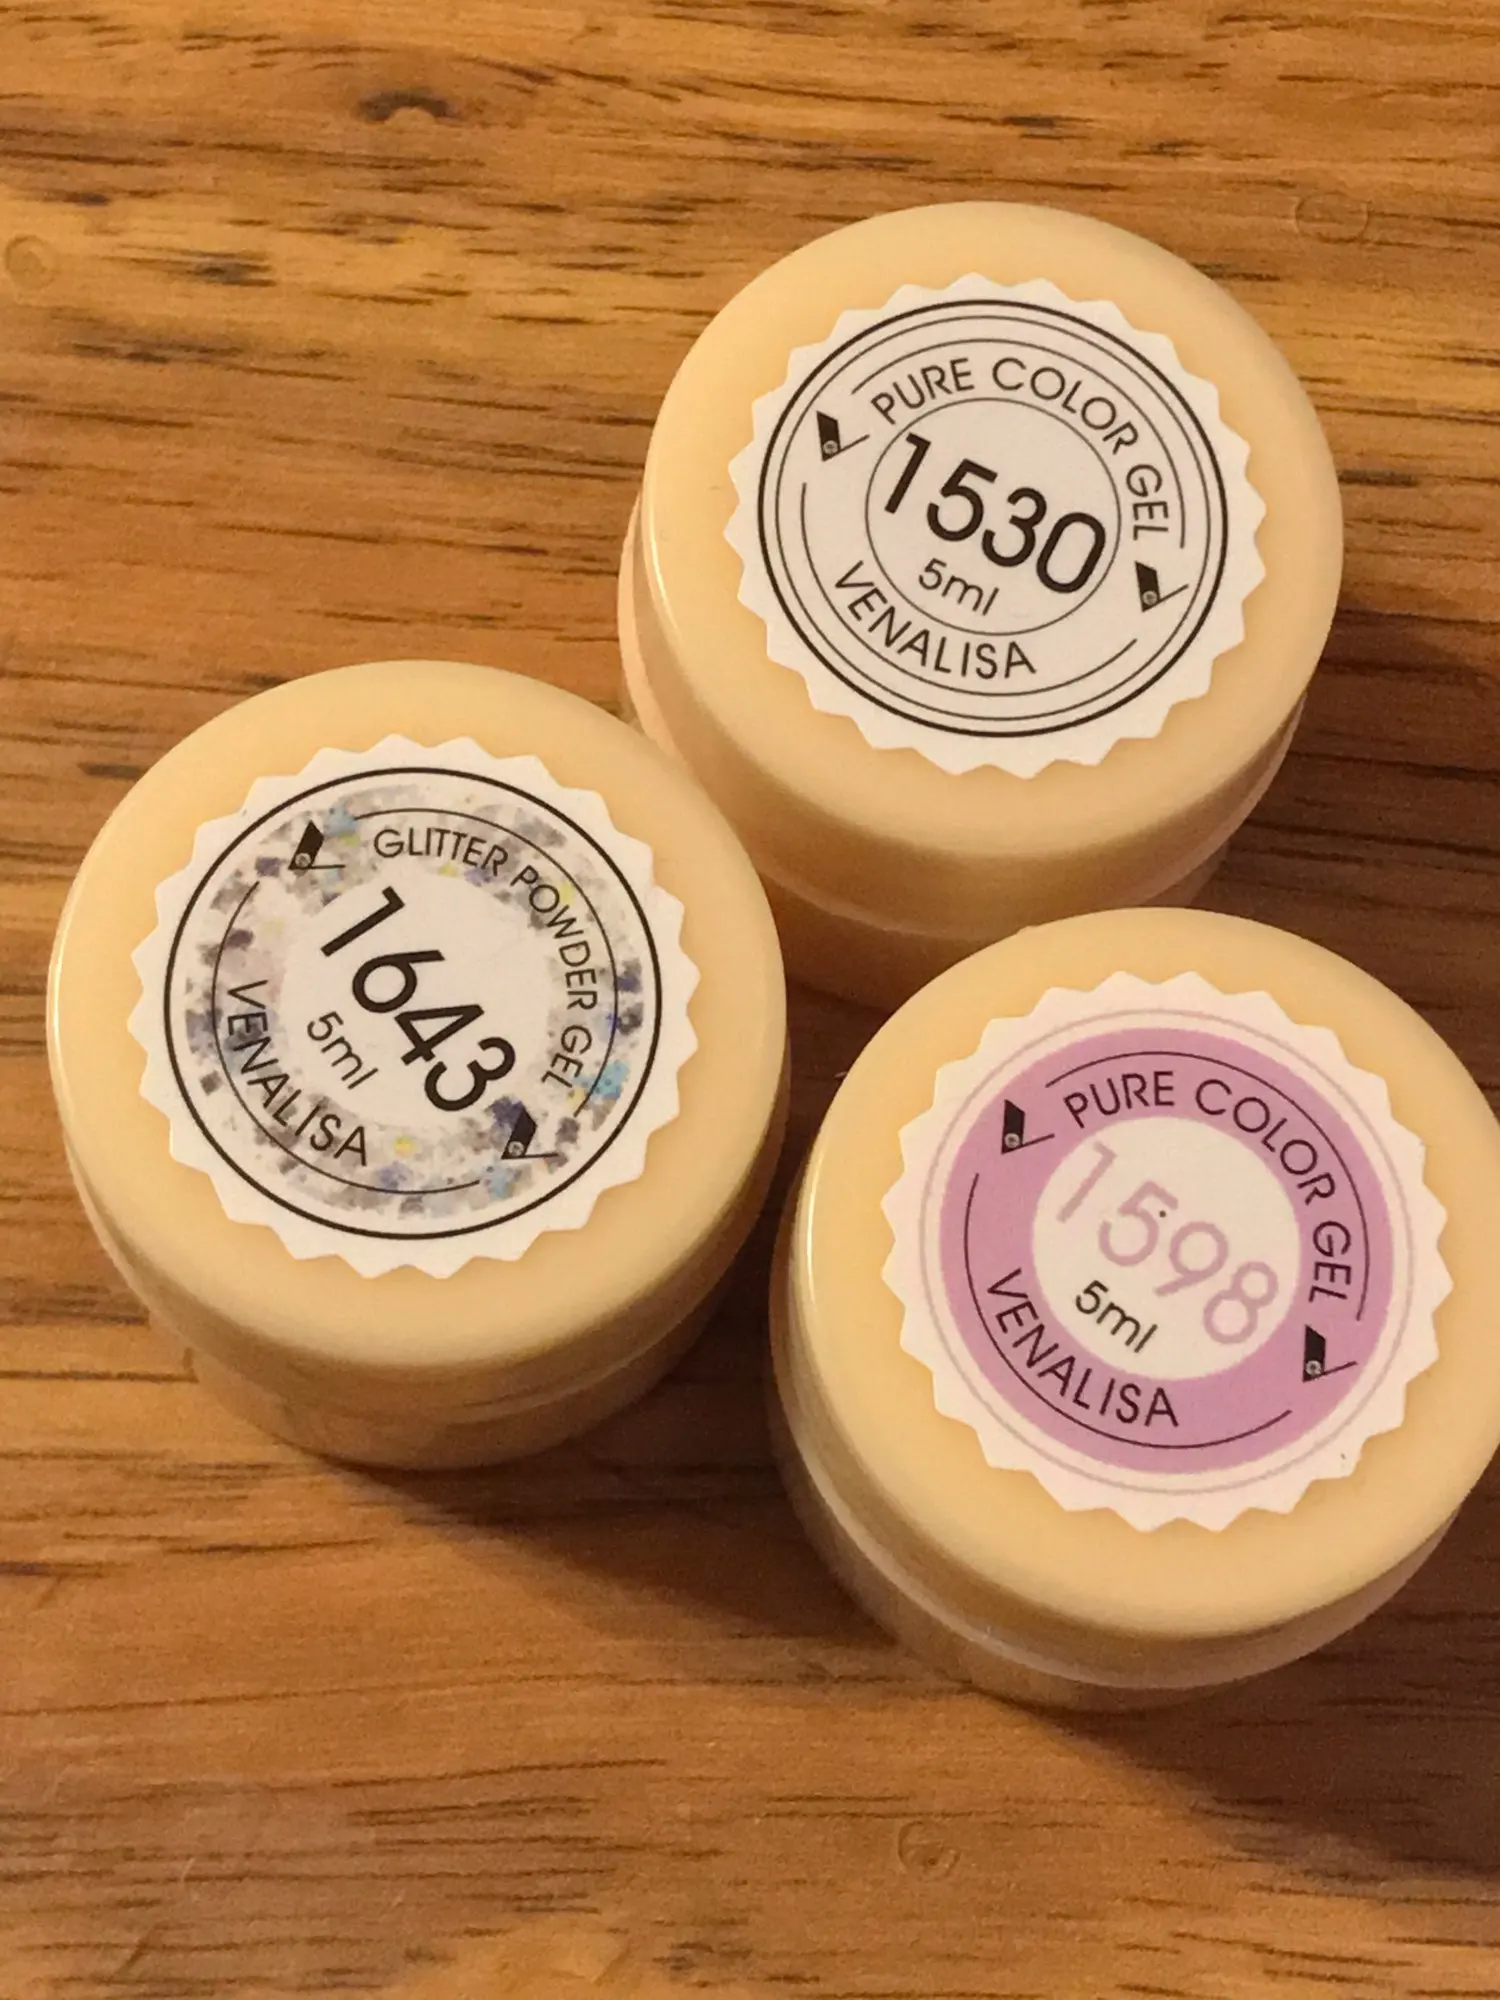 PURE COLOR GEL
1530
5ml
VENALISA
GLITTER POWDER GEL
1643
5ml
VENALISA
PURE COLOR GEL
1598
5ml
VENALISA